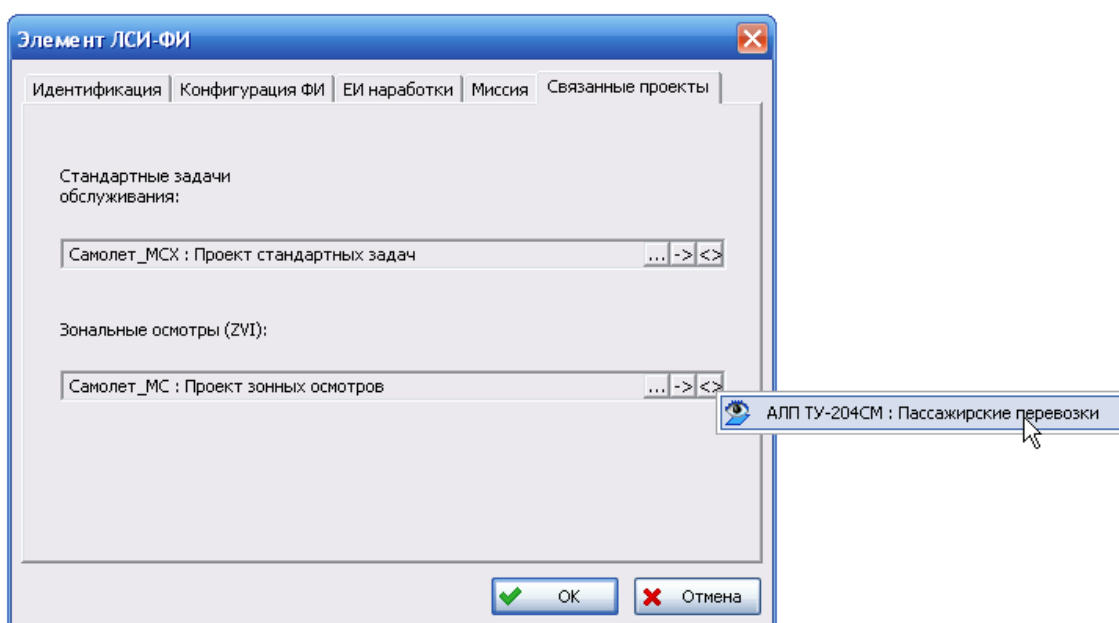 Элемент ЛСИ-ФИ
Идентификация Конфигурация ФИ ЕИ наработки Миссия Связанные проекты
Стандартные задачи
обслуживания:
Самолет_МСХ : Проект стандартных задач ... -> <>
Зональные осмотры (ZVI):
Самолет_МС : Проект зонных осмотров ... -> <>
АЛП ТУ-204СМ : Пассажирские перевозки
OK Отмена